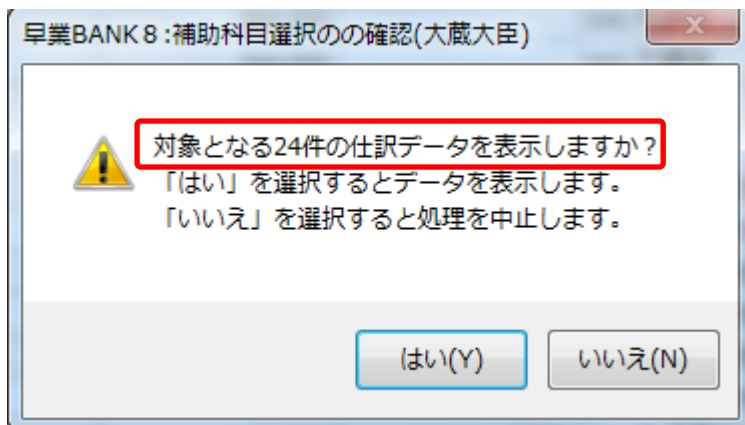 早業BANK８:補助科目選択のの確認(大蔵大臣)
対象となる24件の仕訳データを表示しますか？
「はい」を選択するとデータを表示します。
「いいえ」を選択すると処理を中止します。
はい(Y)
いいえ(N)